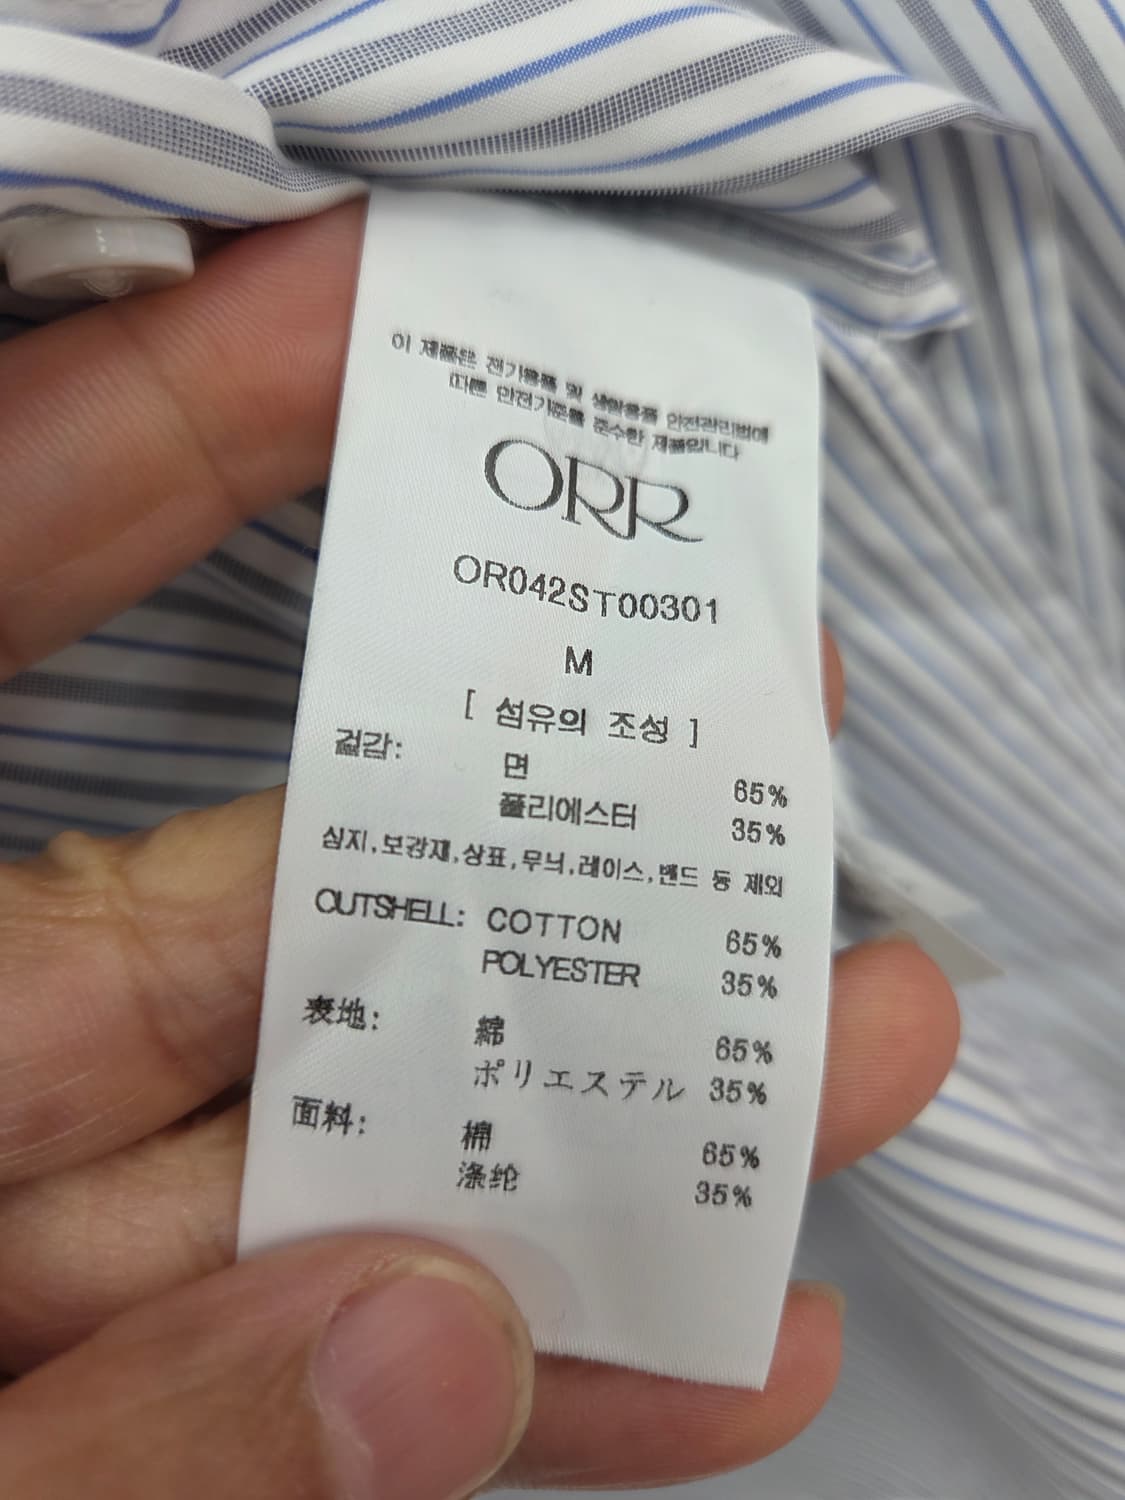 이 제품은 전기용품 및 생활용품 안전관리법에
따른 안전기준을 준수한 제품입니다
ORR
OR042ST00301
M
[ 섬유의 조성 ]
겉감: 면 65%
폴리에스터 35%
심지,보강재,상표,무늬,레이스,밴드 등 제외
OUTSHELL: COTTON 65%
POLYESTER 35%
表地: 綿 65%
ポリエステル 35%
面料: 棉 65%
涤纶 35%